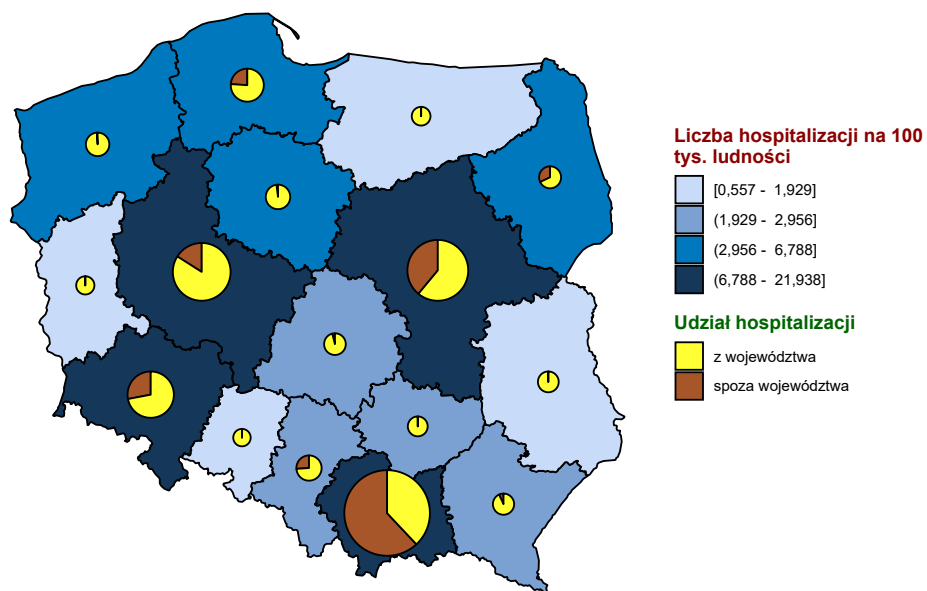 Liczba hospitalizacji na 100
tys. ludności
[0,557 - 1,929]
(1,929 - 2,956]
(2,956 - 6,788]
(6,788 - 21,938]
Udział hospitalizacji
z województwa
spoza województwa